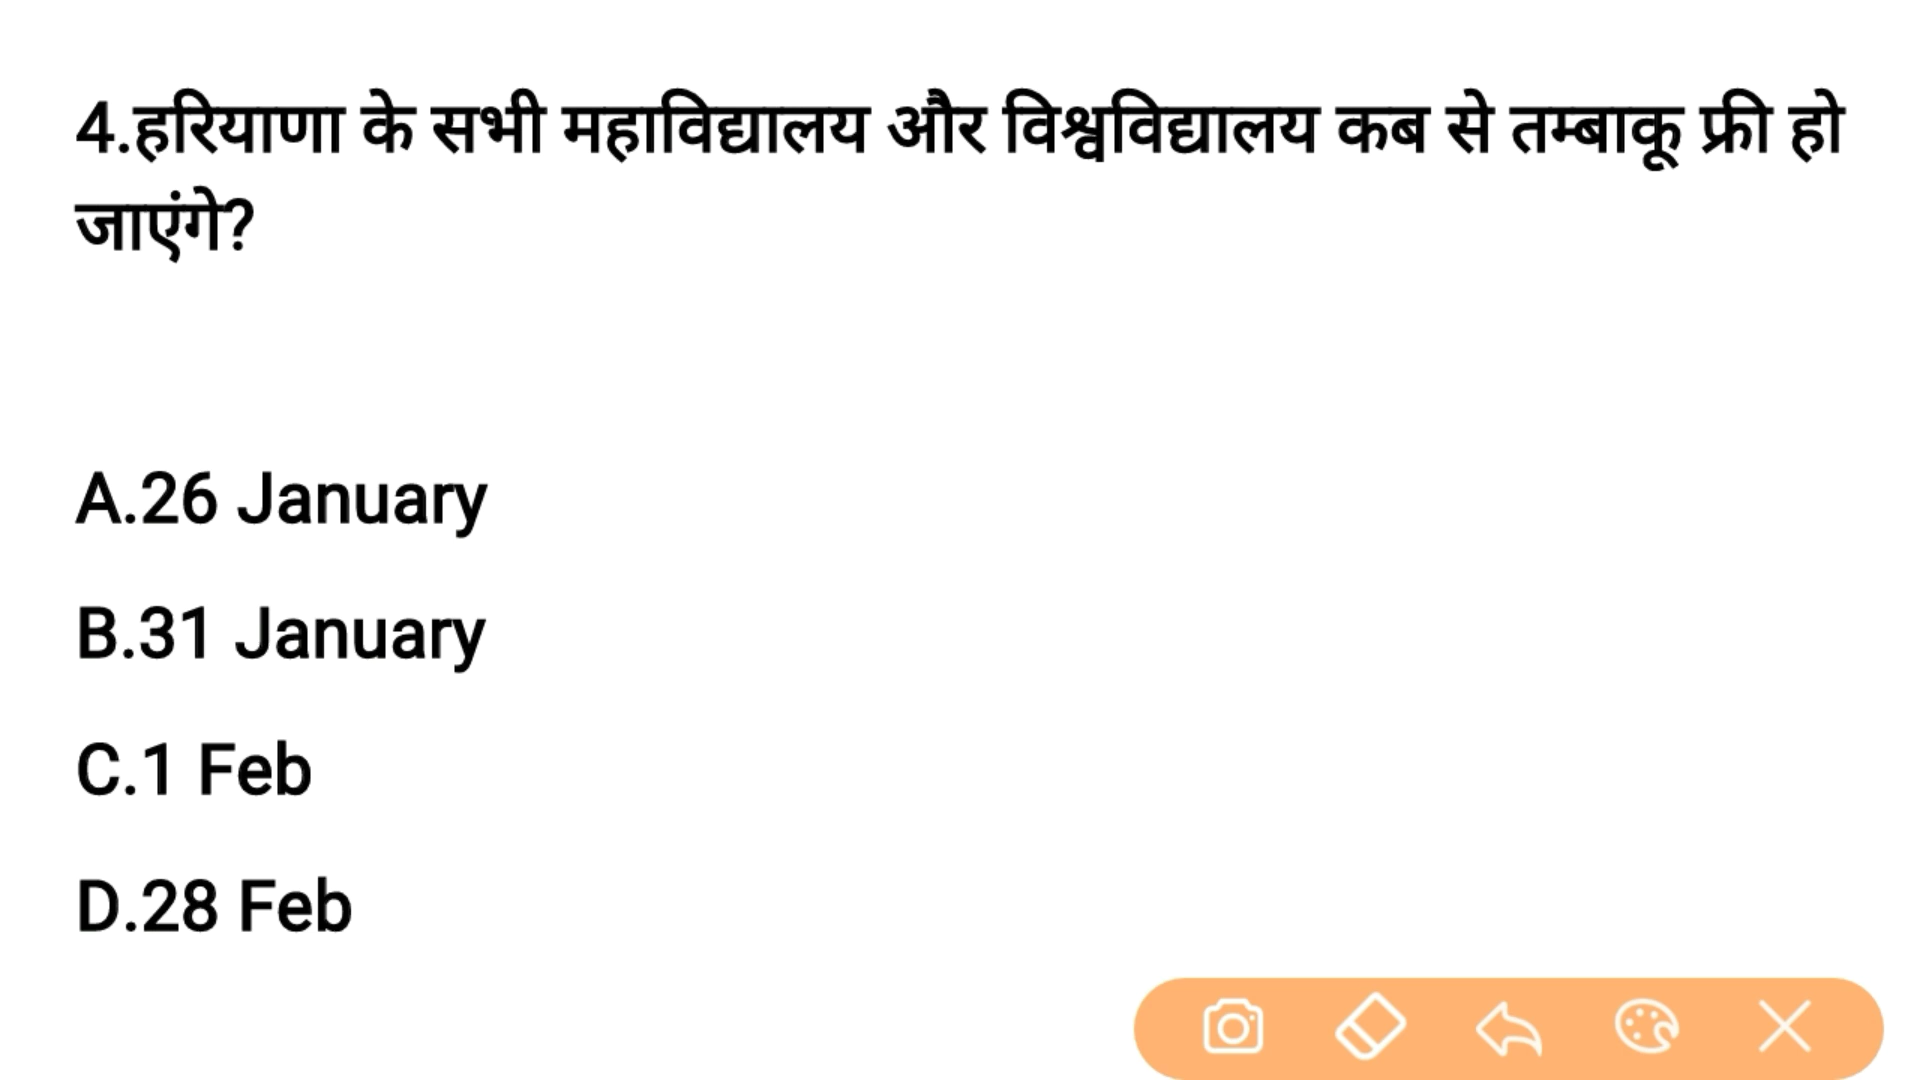 4.हरियाणा के सभी महाविद्यालय और विश्वविद्यालय कब से तम्बाकू फ्री हो
जाएंगे?
A.26 January
B.31 January
C.1 Feb
D.28 Feb